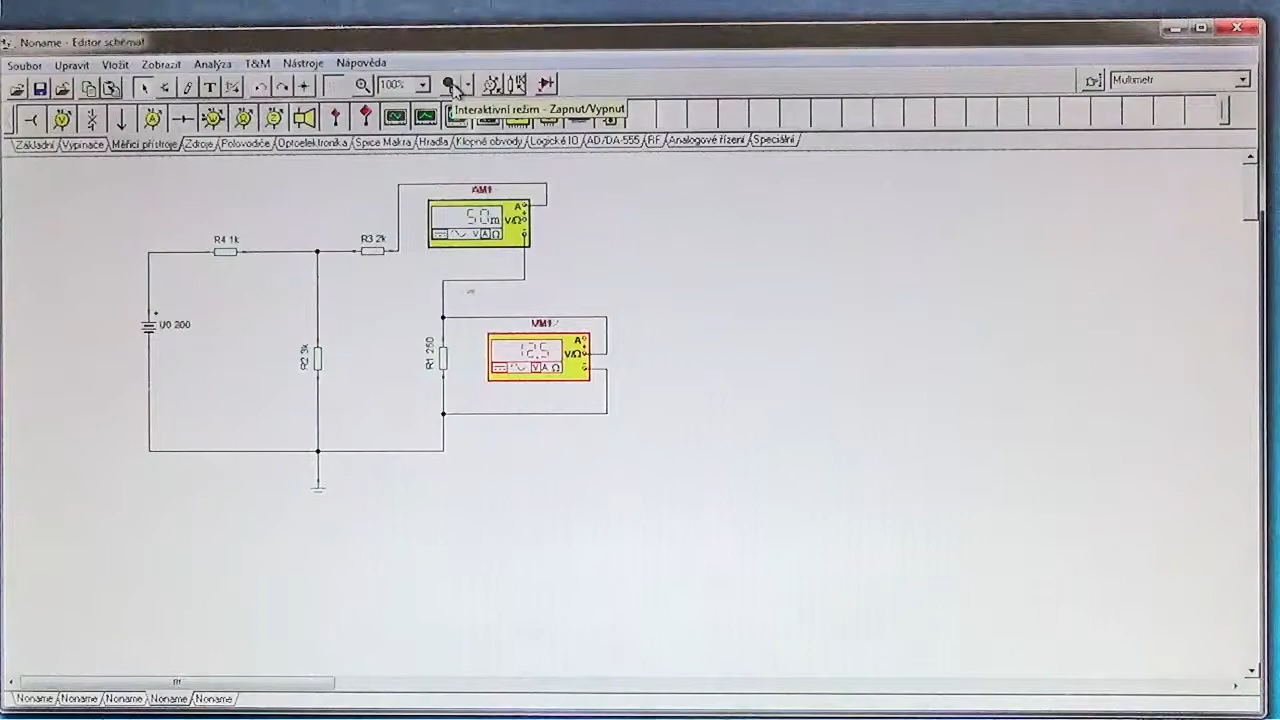 Noname - Editor schémat
Soubor Upravit Vložit Zobrazit Analýza T&M Nástroje Nápověda
T 100% Multimetr
Interaktivní režim - Zapnut/Vypnut
Základní Vypínače Měřicí přístroje Zdroje Polovodiče Optoelektronika Spice Makra Hradla Klopné obvody Logické IO AD/DA-555 RF Analogové řízení Speciální
AM1
50m
A
V/Ω
V A Ω
R4 1k
R3 2k
U0 200
R2 3k
R1 250
VM1
12.5
A
V/Ω
V A Ω
Noname Noname Noname Noname Noname